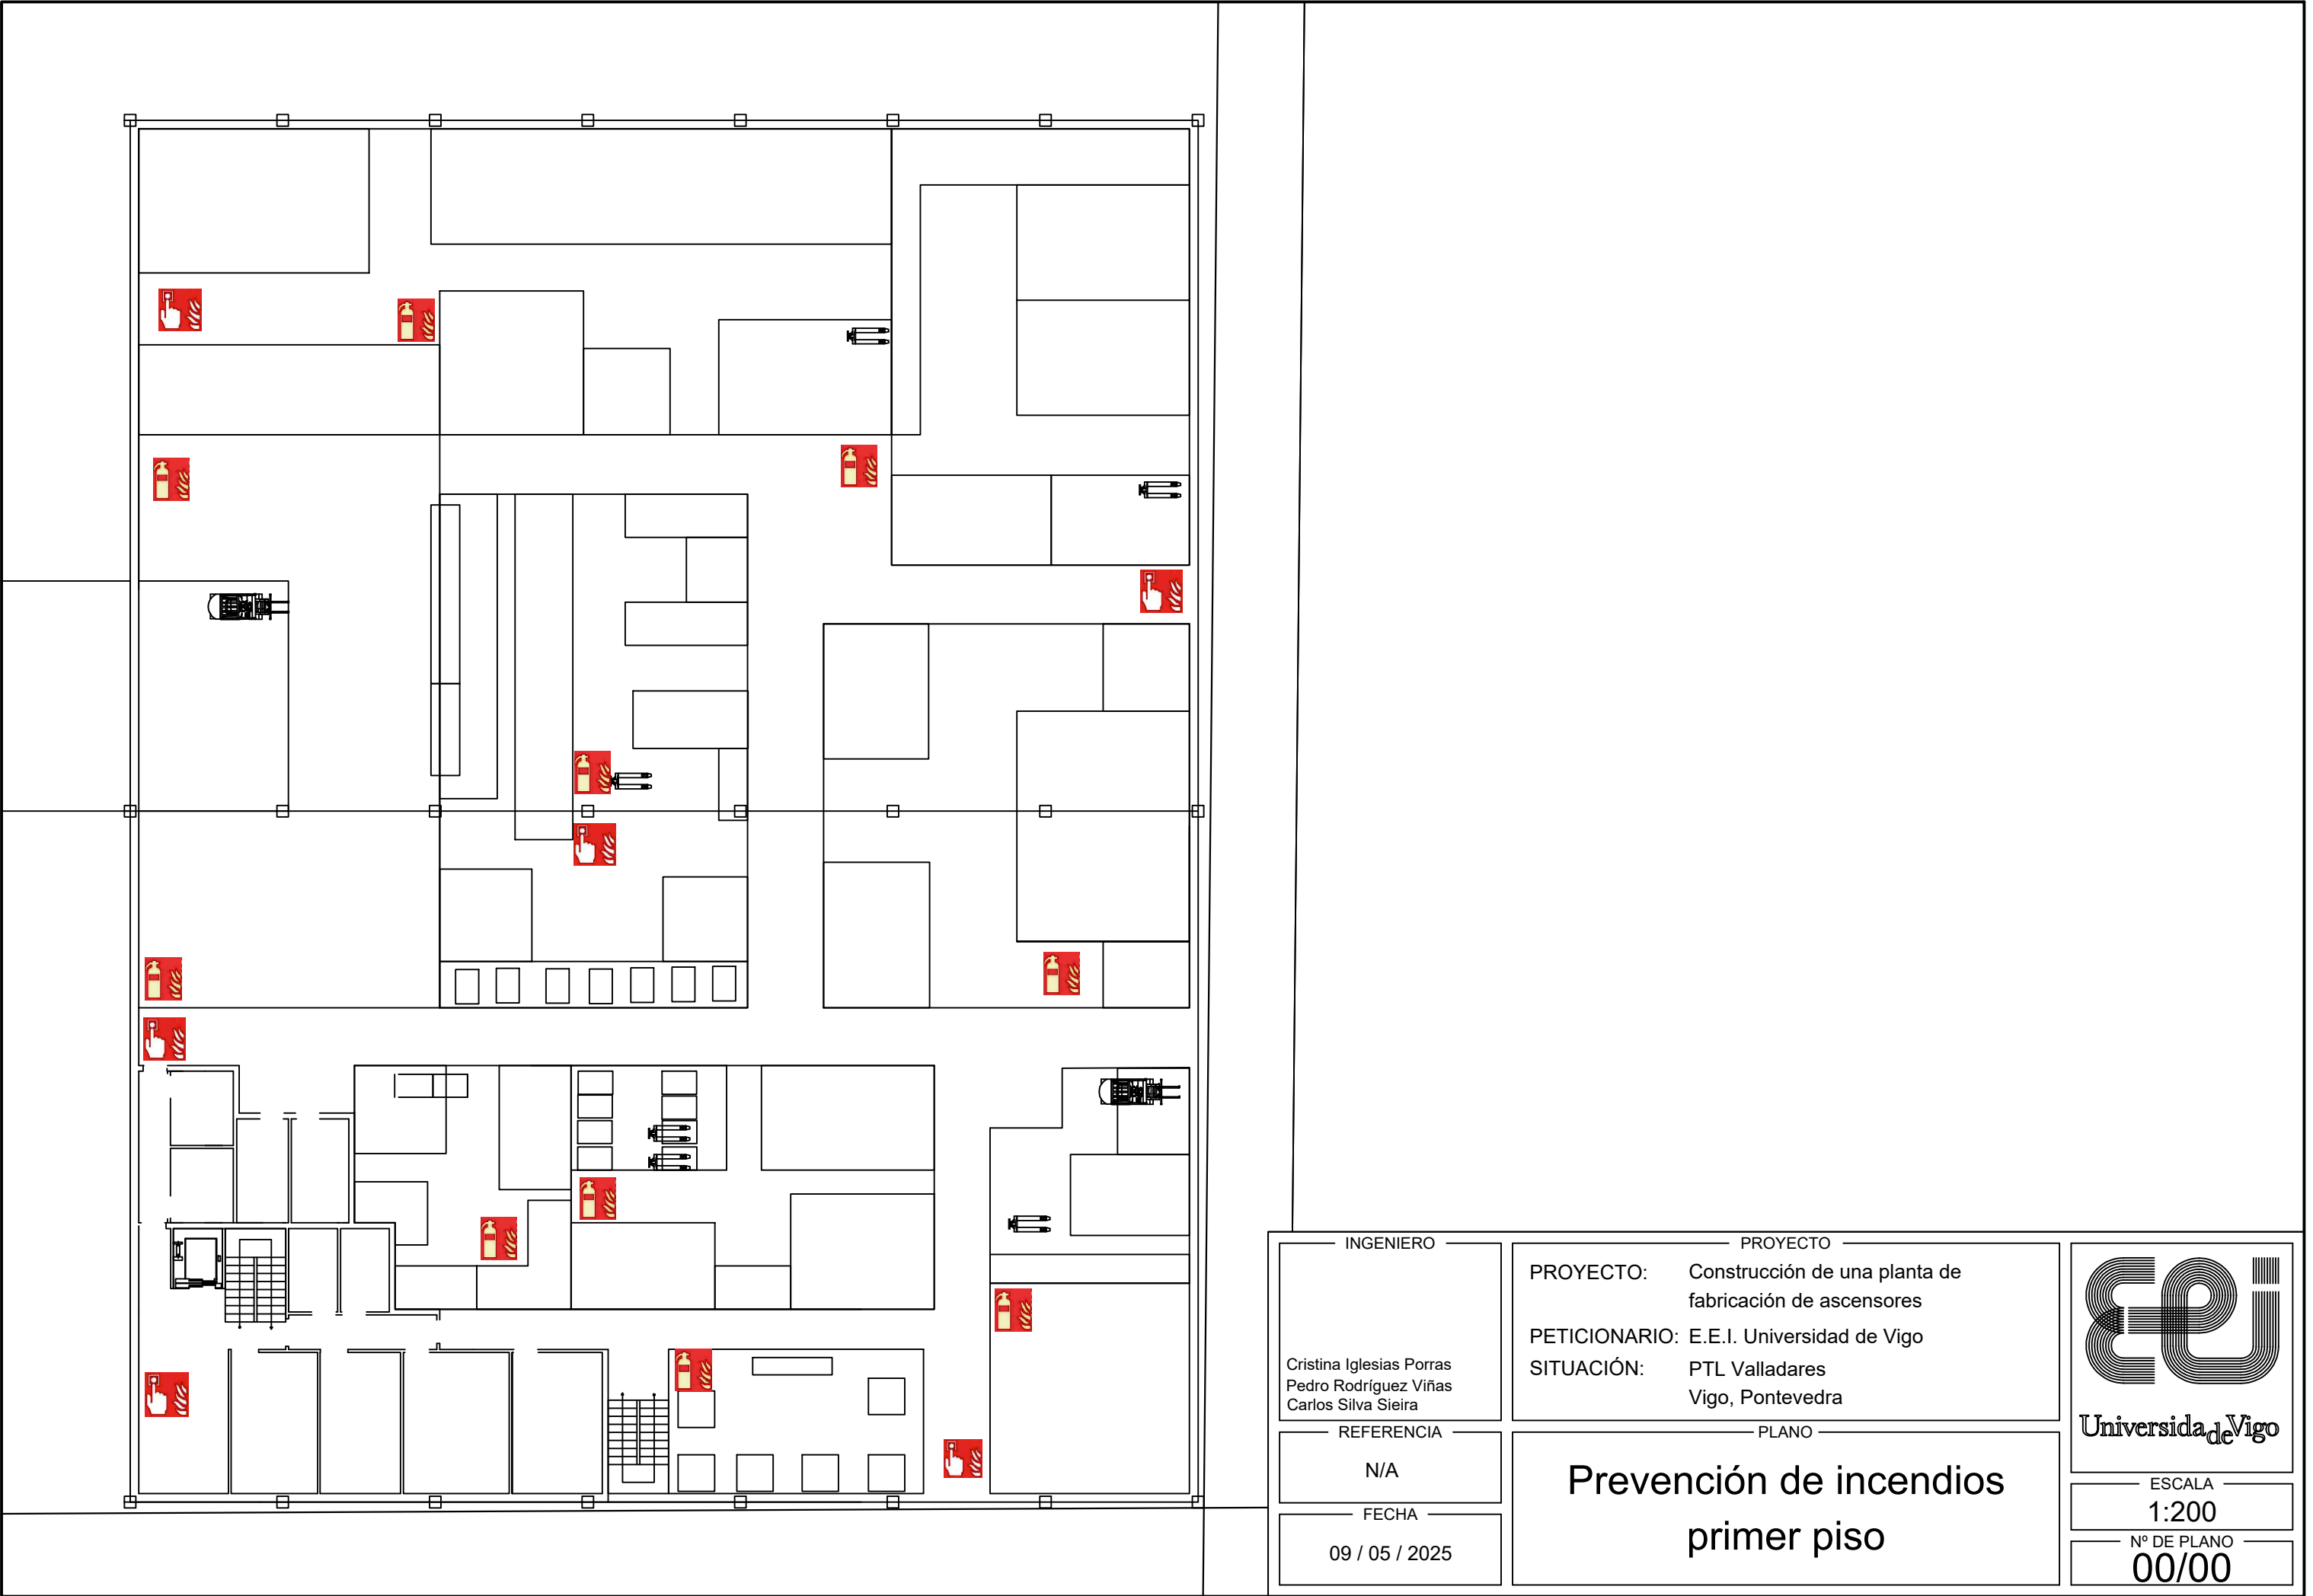 INGENIERO
Cristina Iglesias Porras
Pedro Rodríguez Viñas
Carlos Silva Sieira
REFERENCIA
N/A
FECHA
09 / 05 / 2025
PROYECTO
PROYECTO: Construcción de una planta de
fabricación de ascensores
PETICIONARIO: E.E.I. Universidad de Vigo
SITUACIÓN: PTL Valladares
Vigo, Pontevedra
PLANO
Prevención de incendios
primer piso
UniversidadeVigo
ESCALA
1:200
Nº DE PLANO
00/00